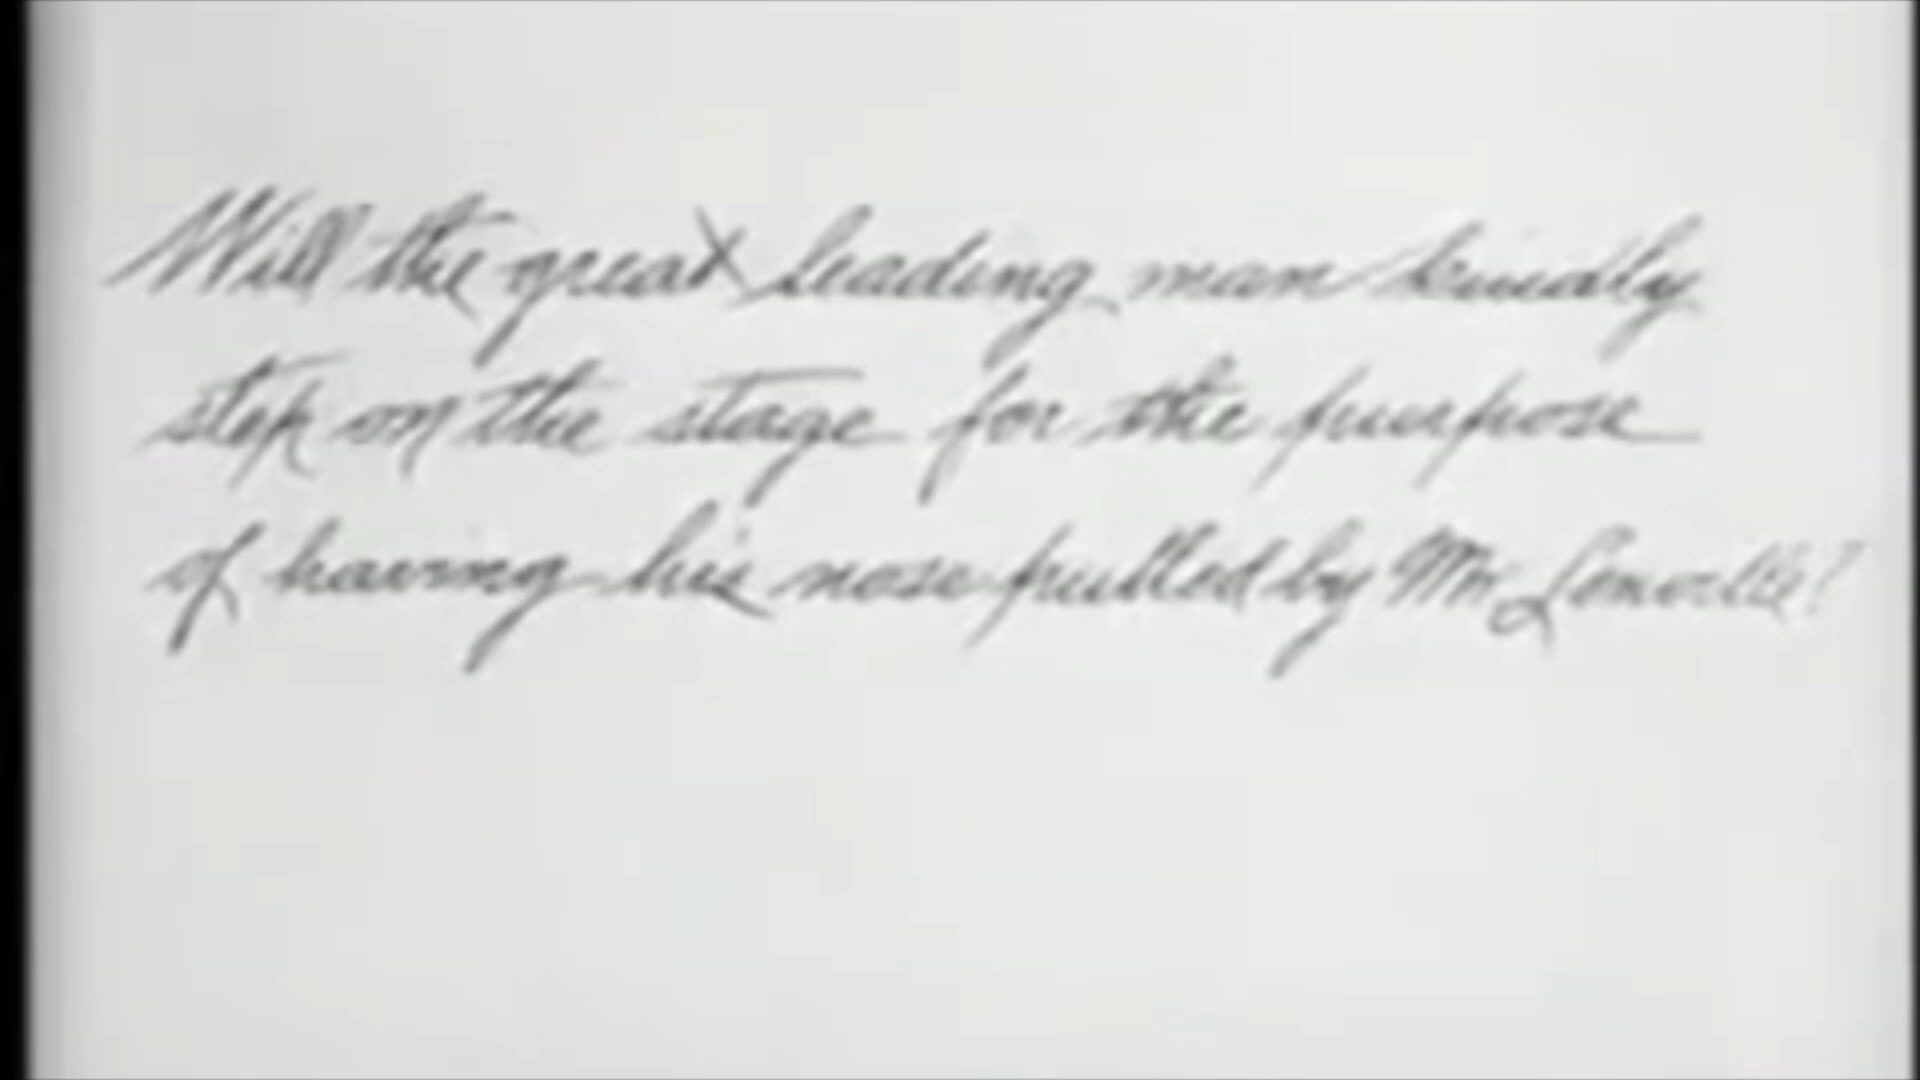 Will the great leading man kindly
step on the stage for the purpose
of having his nose pulled by Mr Lenville?